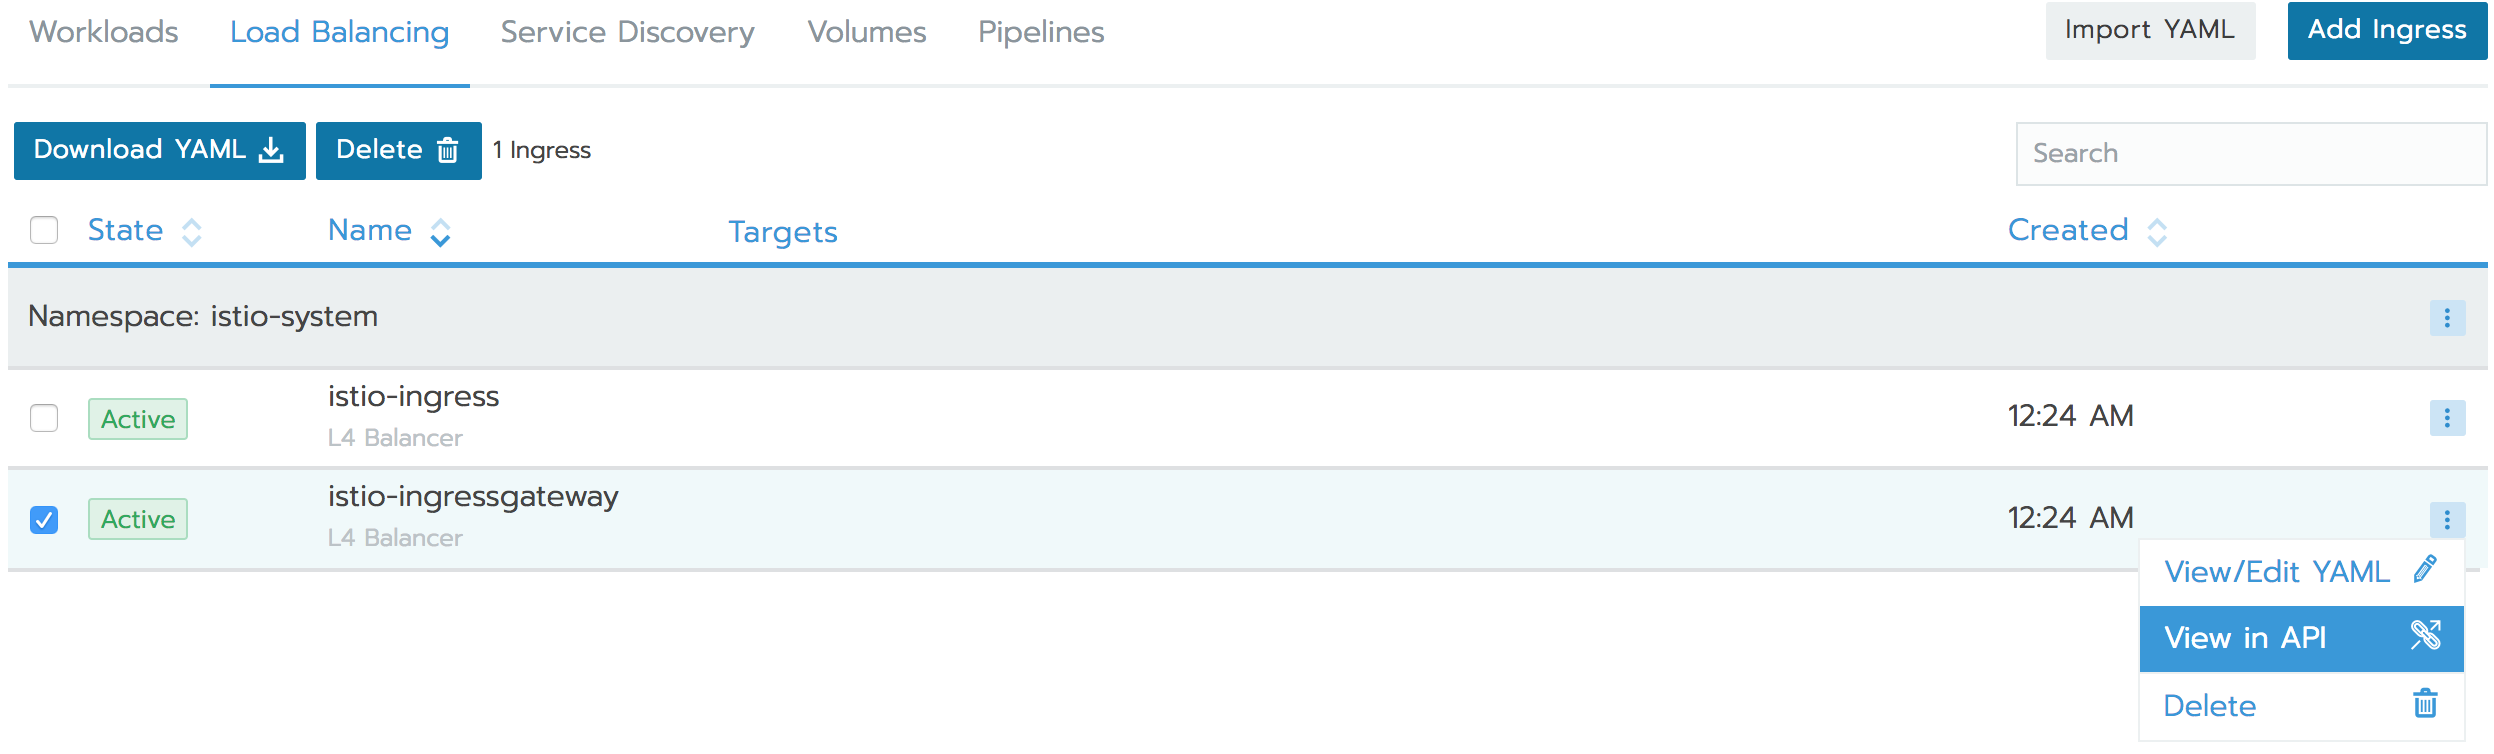 Workloads Load Balancing Service Discovery Volumes Pipelines Import YAML Add Ingress
Download YAML Delete 1 Ingress Search
State Name Targets Created
Namespace: istio-system
istio-ingress
Active 12:24 AM
L4 Balancer
istio-ingressgateway
Active 12:24 AM
L4 Balancer
View/Edit YAML
View in API
Delete